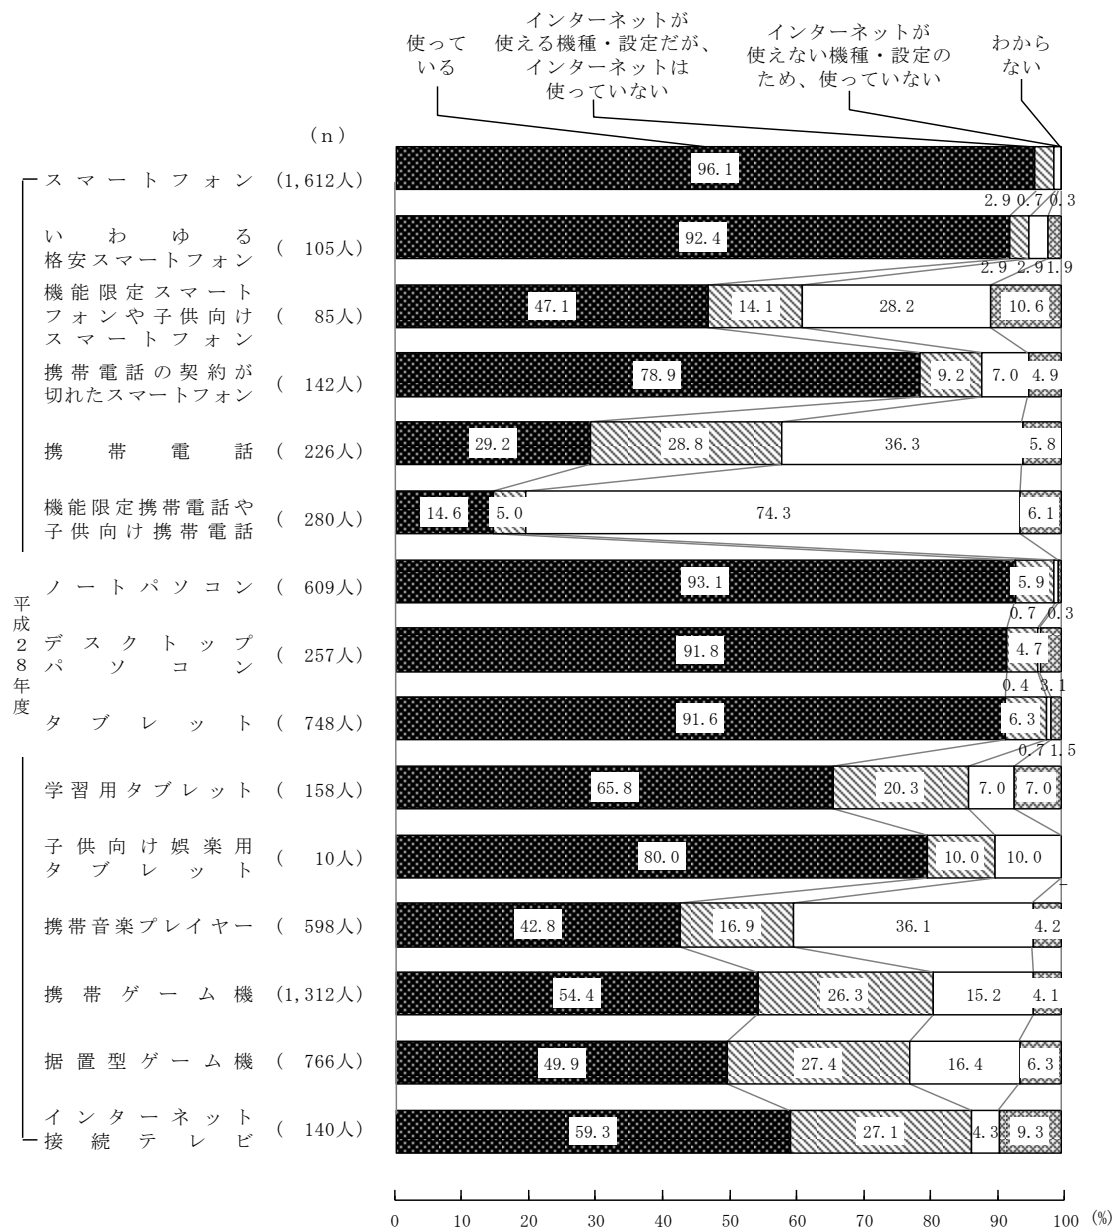 使って
いる
インターネットが
使える機種・設定だが、
インターネットは
使っていない
インターネットが
使えない機種・設定の
ため、使っていない
わから
ない
(n)
平成28年度
スマートフォン (1,612人) 96.1
2.9 0.7 0.3
いわゆる
格安スマートフォン ( 105人) 92.4
2.9 2.9 1.9
機能限定スマート
フォンや子供向け
スマートフォン ( 85人) 47.1 14.1 28.2 10.6
携帯電話の契約が
切れたスマートフォン ( 142人) 78.9 9.2 7.0 4.9
携帯電話 ( 226人) 29.2 28.8 36.3 5.8
機能限定携帯電話や
子供向け携帯電話 ( 280人) 14.6 5.0 74.3 6.1
ノートパソコン ( 609人) 93.1 5.9
0.7 0.3
デスクトップ
パソコン ( 257人) 91.8 4.7
0.4 3.1
タブレット ( 748人) 91.6 6.3
0.7 1.5
学習用タブレット ( 158人) 65.8 20.3 7.0 7.0
子供向け娯楽用
タブレット ( 10人) 80.0 10.0 10.0
-
携帯音楽プレイヤー ( 598人) 42.8 16.9 36.1 4.2
携帯ゲーム機 (1,312人) 54.4 26.3 15.2 4.1
据置型ゲーム機 ( 766人) 49.9 27.4 16.4 6.3
インターネット
接続テレビ ( 140人) 59.3 27.1 4.3 9.3
0 10 20 30 40 50 60 70 80 90 100 (%)